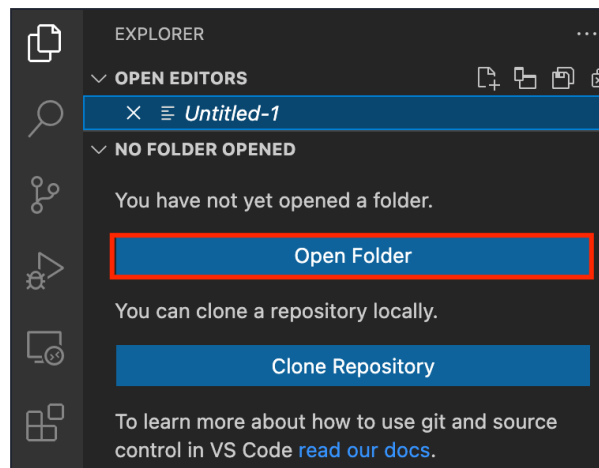 EXPLORER
OPEN EDITORS
Untitled-1
NO FOLDER OPENED
You have not yet opened a folder.
Open Folder
You can clone a repository locally.
Clone Repository
To learn more about how to use git and source
control in VS Code read our docs.